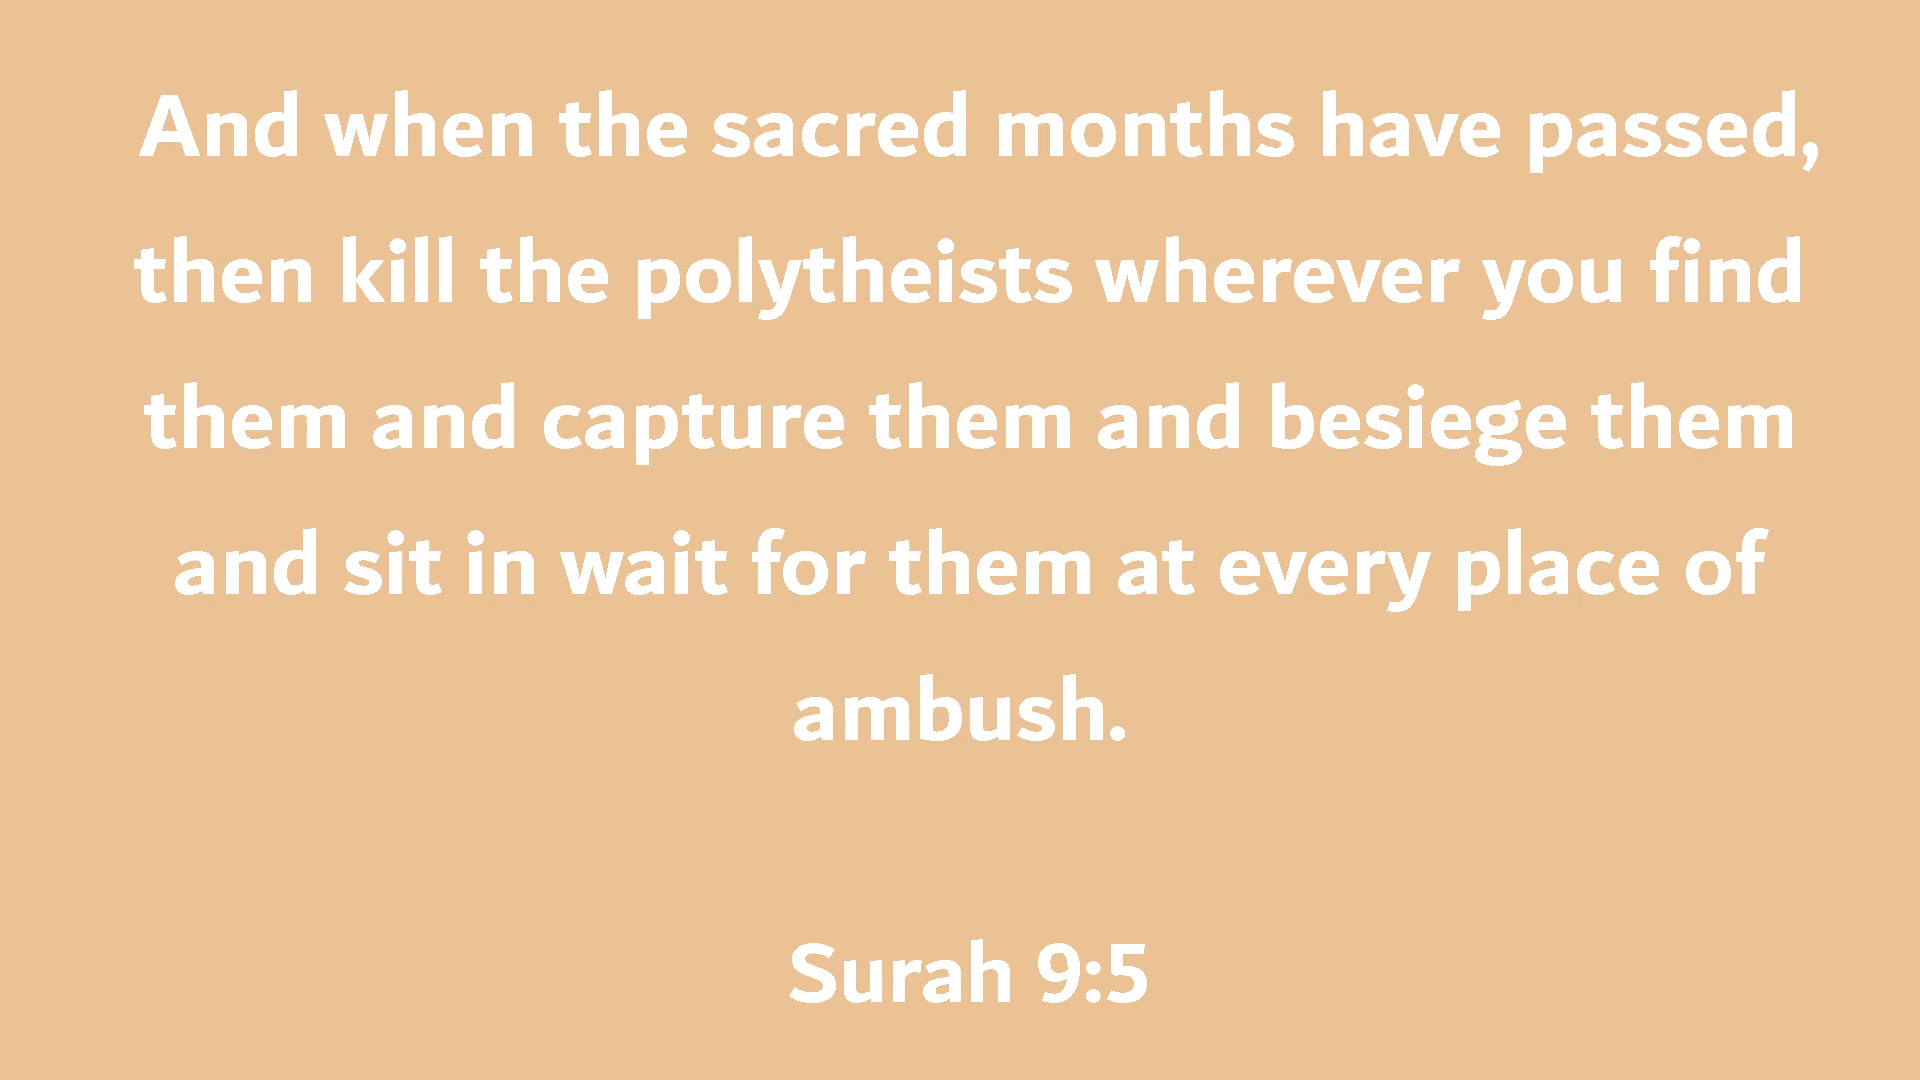 And when the sacred months have passed,
then kill the polytheists wherever you find
them and capture them and besiege them
and sit in wait for them at every place of
ambush.
Surah 9:5